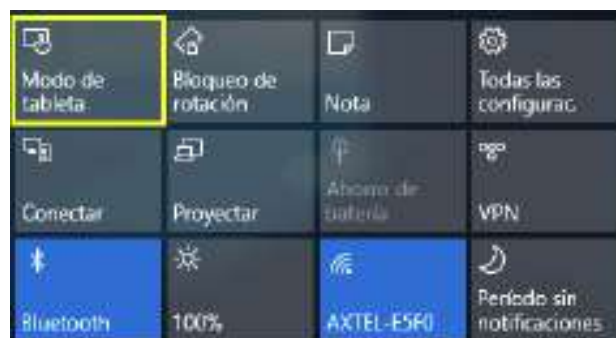 Modo de
tableta
Bloqueo de
rotación
Nota
Todas las
configurac.
Conectar
Proyectar
Ahorro de
batería
VPN
Bluetooth
100%
AXTEL-E5F0
Período sin
notificaciones